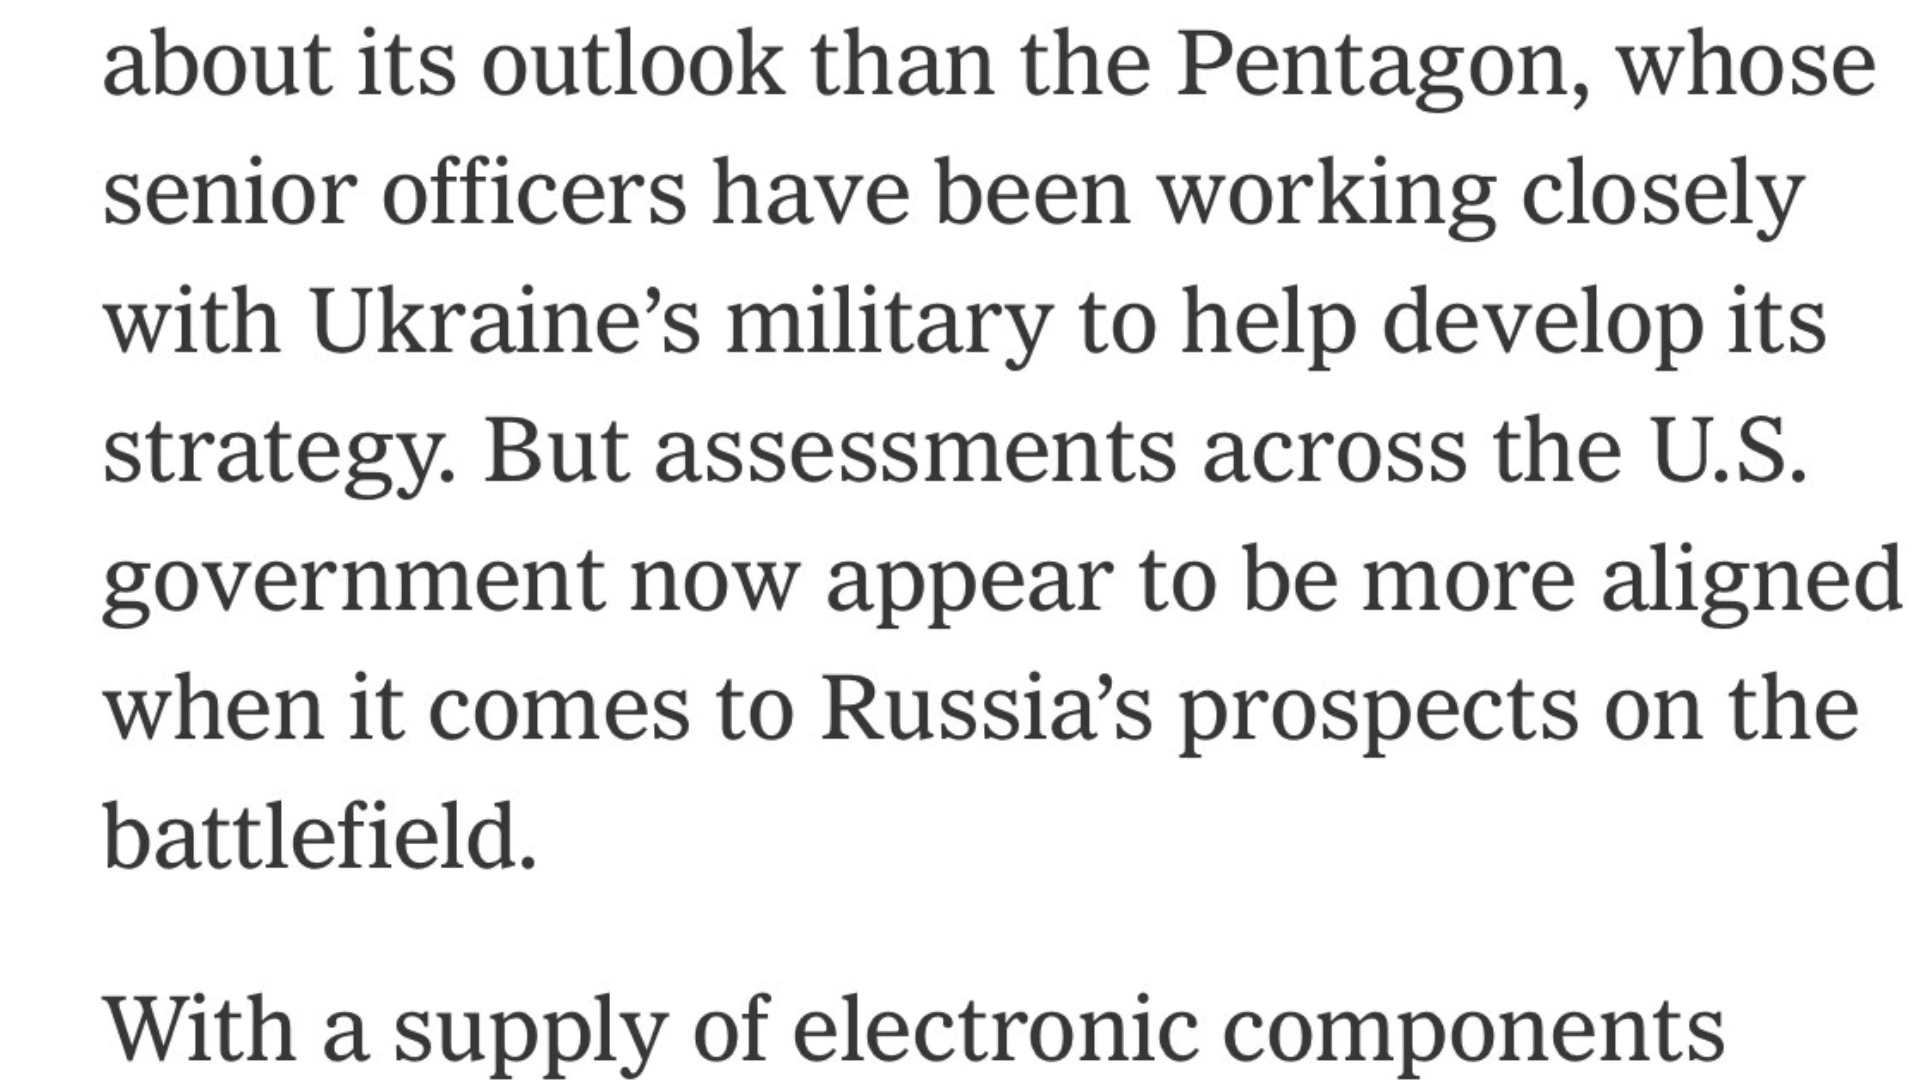 about its outlook than the Pentagon, whose
senior officers have been working closely
with Ukraine’s military to help develop its
strategy. But assessments across the U.S.
government now appear to be more aligned
when it comes to Russia’s prospects on the
battlefield.
With a supply of electronic components